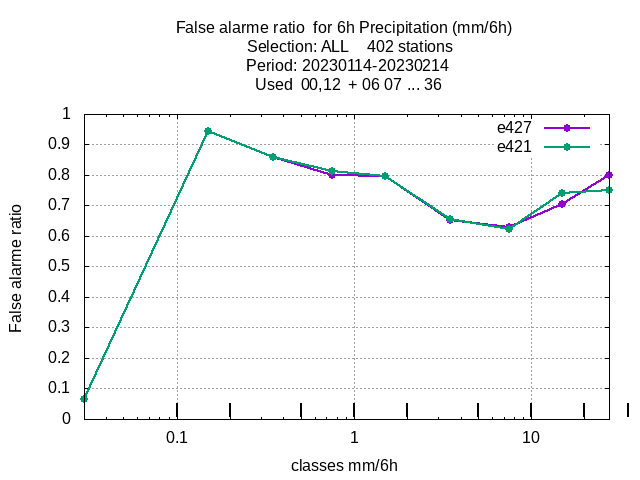 False alarme ratio  for 6h Precipitation (mm/6h)
Selection: ALL    402 stations
Period: 20230114-20230214
Used  00,12  + 06 07 ... 36
e427
e421
1
0.9
0.8
0.7
0.6
0.5
0.4
0.3
0.2
0.1
0
False alarme ratio
0.1
1
10
classes mm/6h